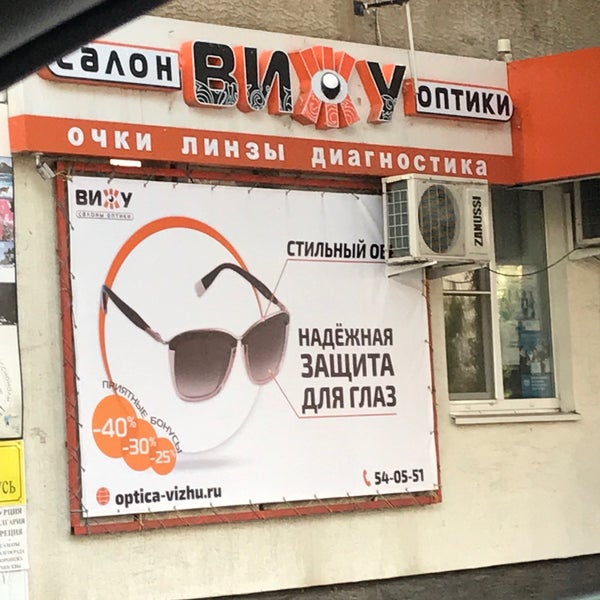 салон ВИЖУ оптики
очки линзы диагностика
ВИЖУ
салоны оптики
СТИЛЬНЫЙ
НАДЁЖНАЯ
ЗАЩИТА
ДЛЯ ГЛАЗ
ПРИЯТНЫЕ БОНУСЫ
-40%
-30%
-25%
optica-vizhu.ru
54-05-51
ZANUSSI